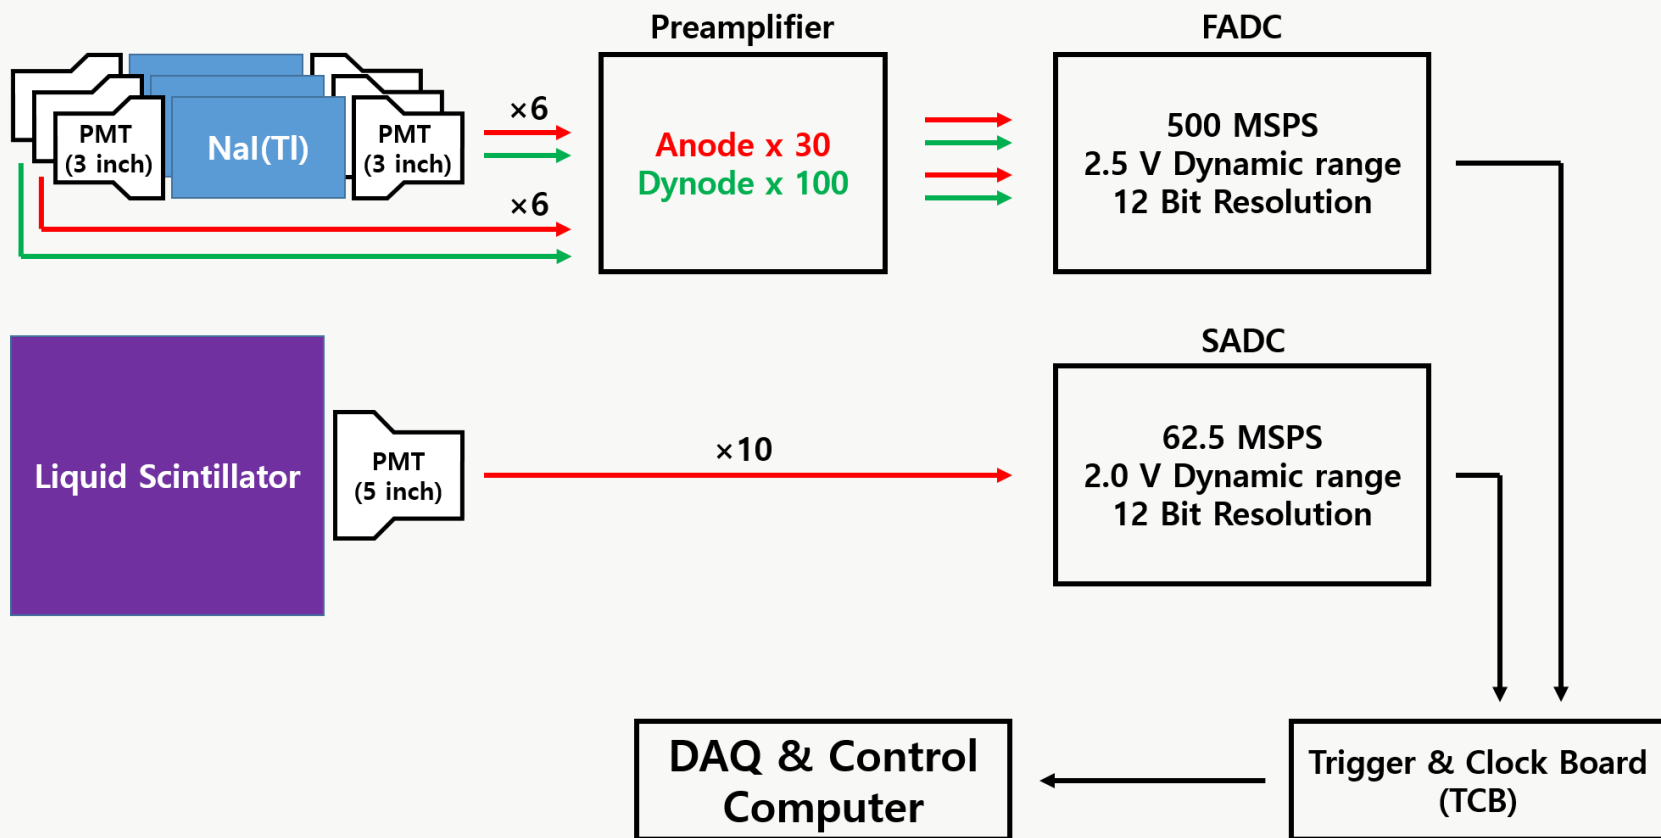 Preamplifier
FADC
×6
PMT
(3 inch)
NaI(Tl)
PMT
(3 inch)
×6
Anode x 30
Dynode x 100
500 MSPS
2.5 V Dynamic range
12 Bit Resolution
SADC
Liquid Scintillator
PMT
(5 inch)
×10
62.5 MSPS
2.0 V Dynamic range
12 Bit Resolution
DAQ & Control
Computer
Trigger & Clock Board
(TCB)